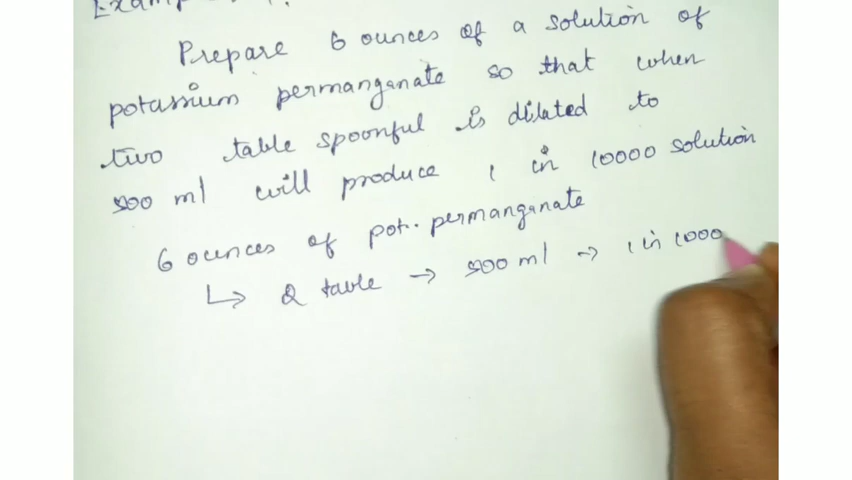 Prepare 6 ounces of a solution of
potassium permanganate so that when
two table spoonful is diluted to
500 ml will produce 1 in 10000 solution
6 ounces of pot. permanganate
↳ 2 table → 500 ml → 1 in 1000